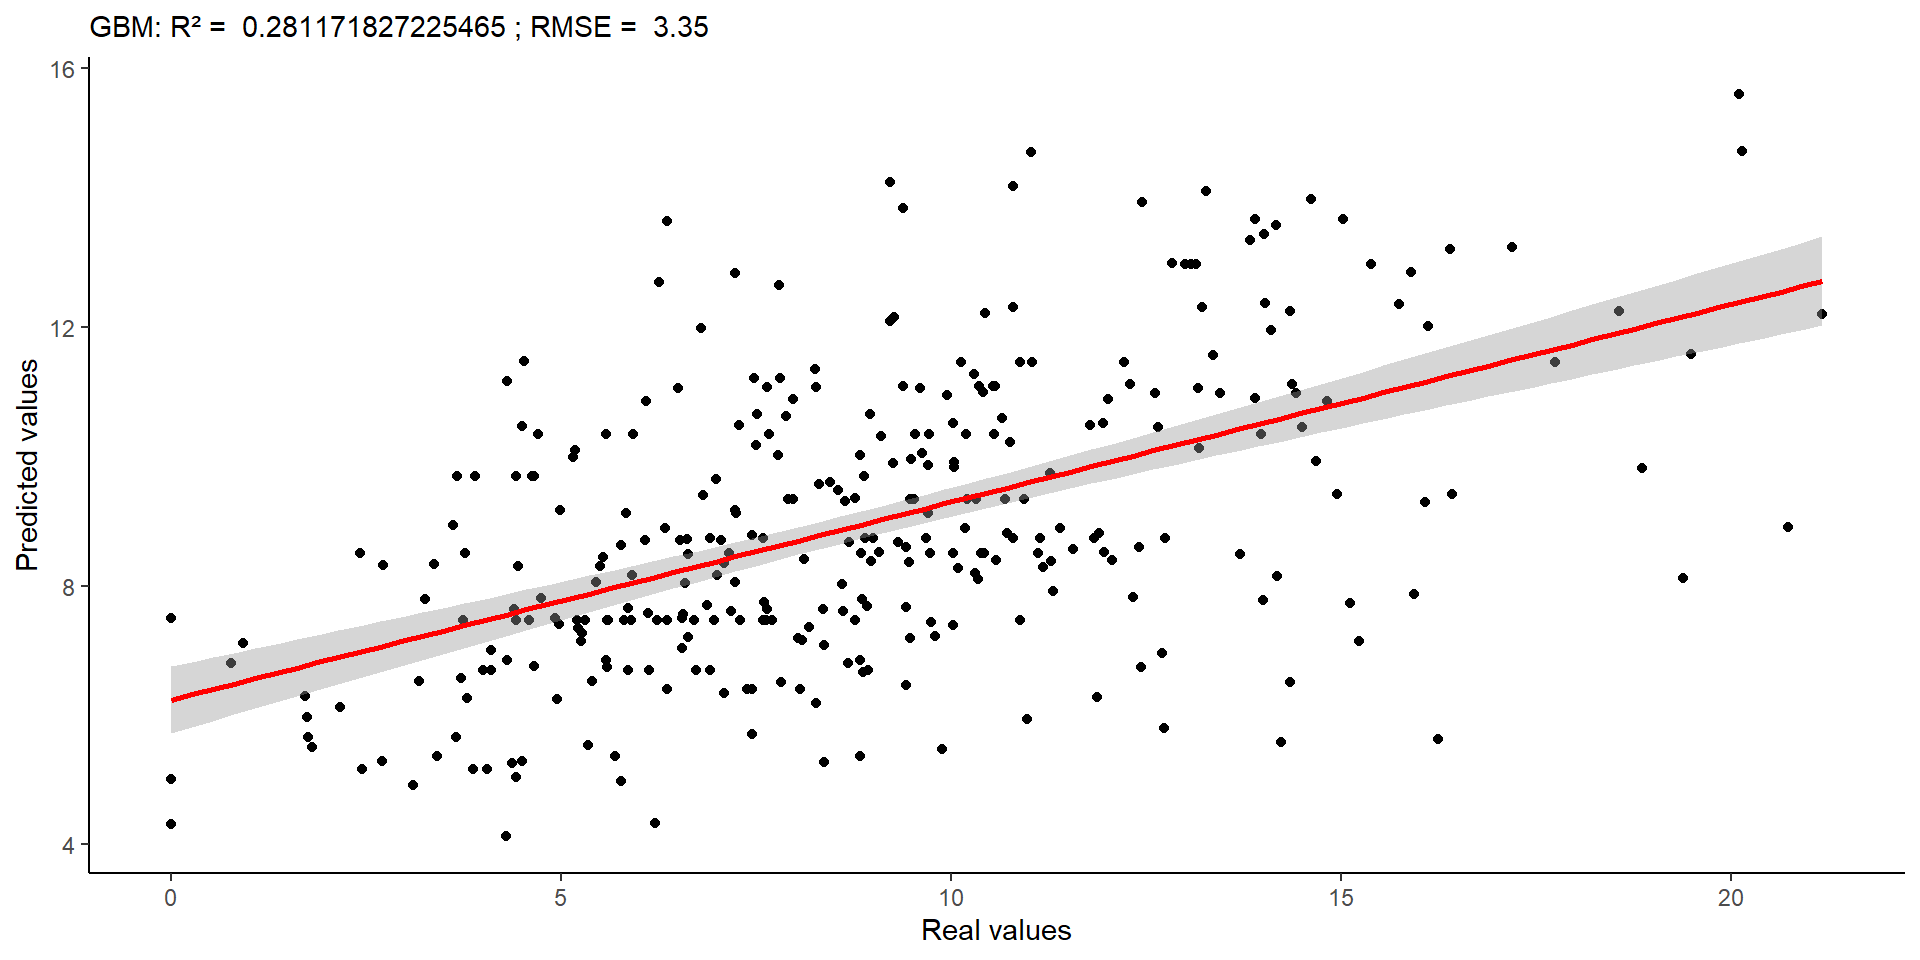 GBM: R² =  0.281171827225465 ; RMSE =  3.35
16
12
8
4
Predicted values
0 5 10 15 20
Real values